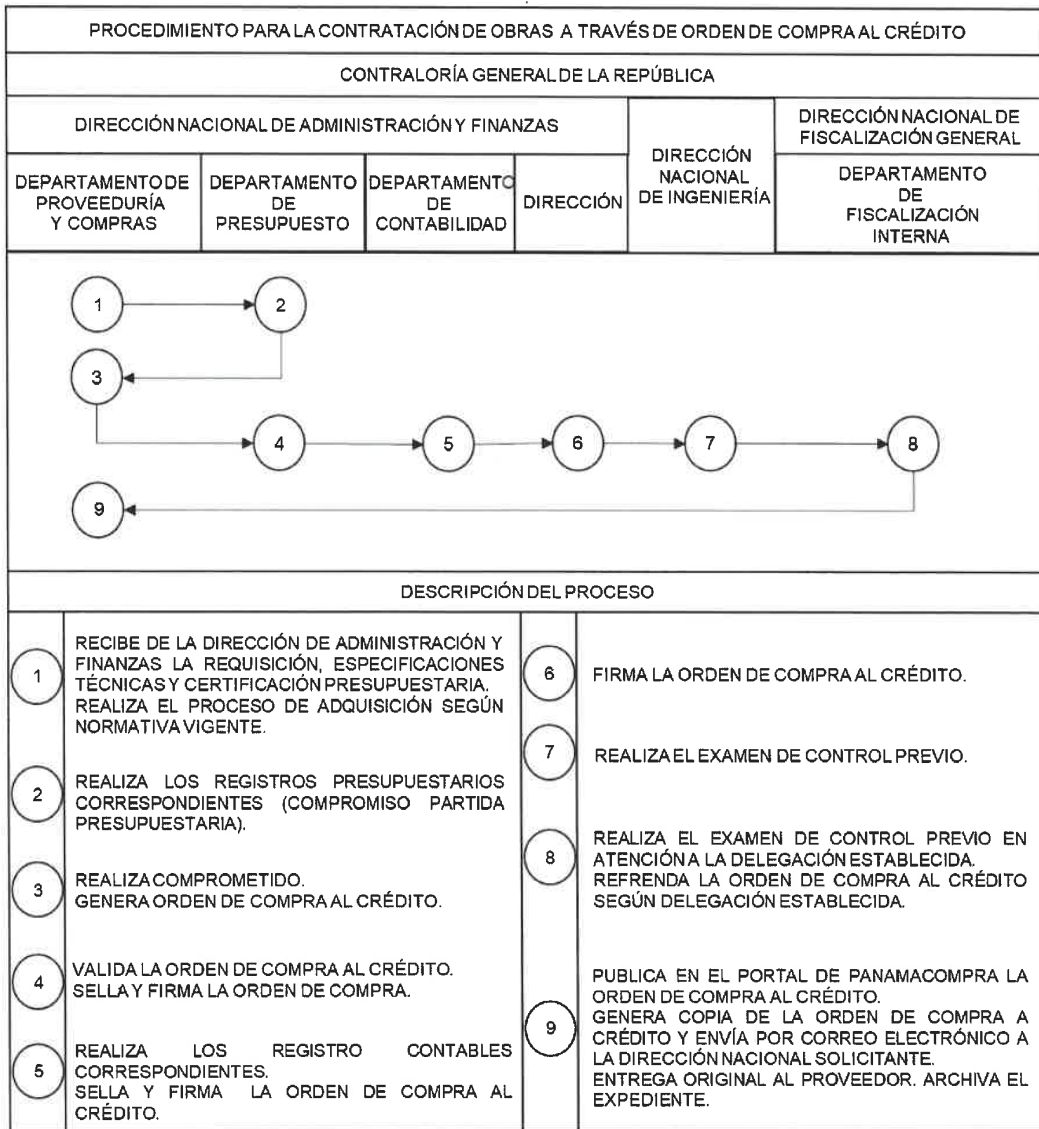 PROCEDIMIENTO PARA LA CONTRATACIÓN DE OBRAS A TRAVÉS DE ORDEN DE COMPRA AL CRÉDITO
CONTRALORÍA GENERAL DE LA REPÚBLICA
DIRECCIÓN NACIONAL DE ADMINISTRACIÓN Y FINANZAS
DIRECCIÓN
NACIONAL
DE INGENIERÍA
DIRECCIÓN NACIONAL DE
FISCALIZACIÓN GENERAL
DEPARTAMENTO DE
PROVEEDURÍA
Y COMPRAS
DEPARTAMENTO
DE
PRESUPUESTO
DEPARTAMENTO
DE
CONTABILIDAD
DIRECCIÓN
DEPARTAMENTO
DE
FISCALIZACIÓN
INTERNA
1
2
3
4
5
6
7
8
9
DESCRIPCIÓN DEL PROCESO
1
RECIBE DE LA DIRECCIÓN DE ADMINISTRACIÓN Y
FINANZAS LA REQUISICIÓN, ESPECIFICACIONES
TÉCNICAS Y CERTIFICACIÓN PRESUPUESTARIA.
REALIZA EL PROCESO DE ADQUISICIÓN SEGÚN
NORMATIVA VIGENTE.
2
REALIZA LOS REGISTROS PRESUPUESTARIOS
CORRESPONDIENTES (COMPROMISO PARTIDA
PRESUPUESTARIA).
3
REALIZA COMPROMETIDO.
GENERA ORDEN DE COMPRA AL CRÉDITO.
4
VALIDA LA ORDEN DE COMPRA AL CRÉDITO.
SELLA Y FIRMA LA ORDEN DE COMPRA.
5
REALIZA LOS REGISTRO CONTABLES
CORRESPONDIENTES.
SELLA Y FIRMA LA ORDEN DE COMPRA AL
CRÉDITO.
6
FIRMA LA ORDEN DE COMPRA AL CRÉDITO.
7
REALIZA EL EXAMEN DE CONTROL PREVIO.
8
REALIZA EL EXAMEN DE CONTROL PREVIO EN
ATENCIÓN A LA DELEGACIÓN ESTABLECIDA.
REFRENDA LA ORDEN DE COMPRA AL CRÉDITO
SEGÚN DELEGACIÓN ESTABLECIDA.
9
PUBLICA EN EL PORTAL DE PANAMACOMPRA LA
ORDEN DE COMPRA AL CRÉDITO.
GENERA COPIA DE LA ORDEN DE COMPRA A
CRÉDITO Y ENVÍA POR CORREO ELECTRÓNICO A
LA DIRECCIÓN NACIONAL SOLICITANTE.
ENTREGA ORIGINAL AL PROVEEDOR. ARCHIVA EL
EXPEDIENTE.